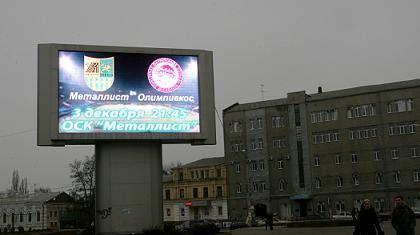 Металлист Олимпиакос
3 декабря 21:45
ОСК "Металлист"